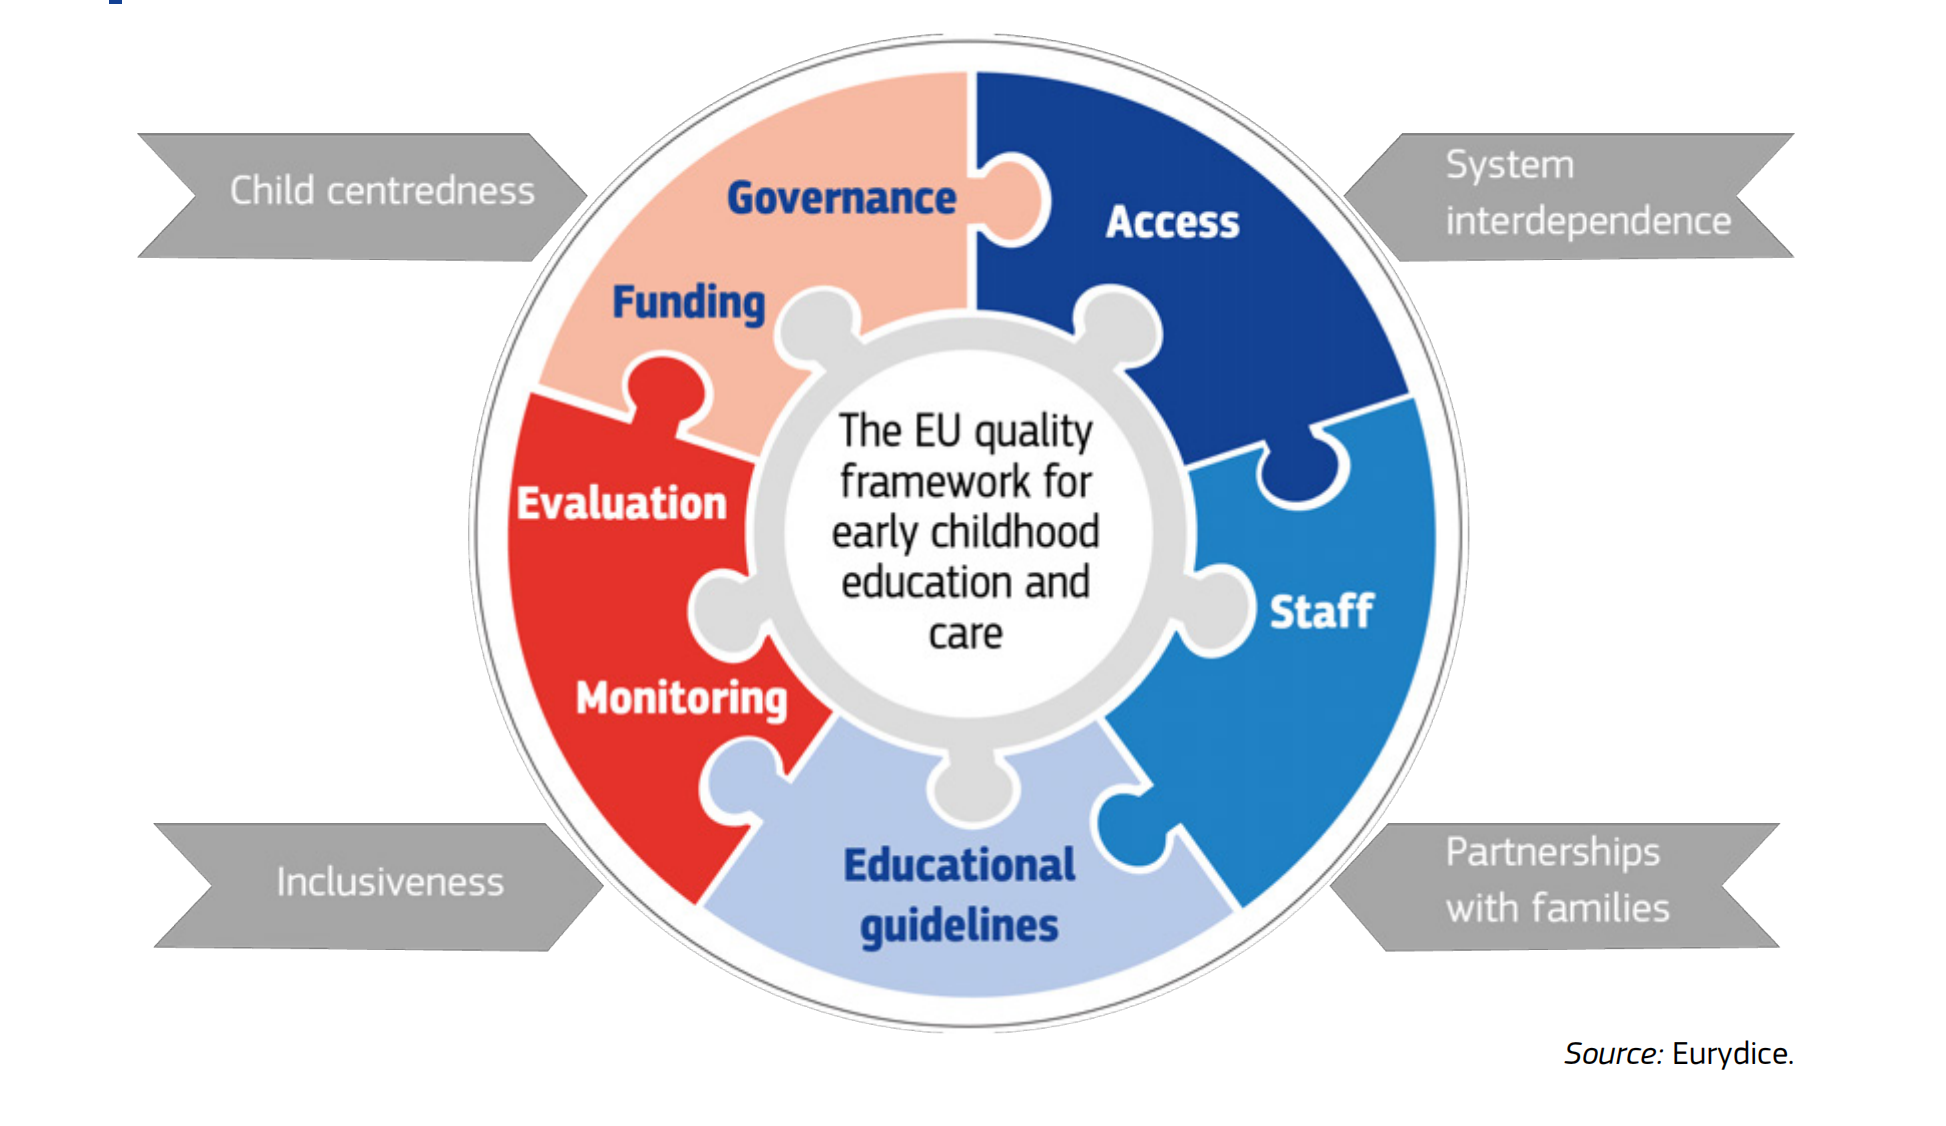 Child centredness
System
interdependence
Governance
Access
Funding
The EU quality
framework for
early childhood
education and
care
Evaluation
Staff
Monitoring
Educational
guidelines
Inclusiveness
Partnerships
with families
Source: Eurydice.